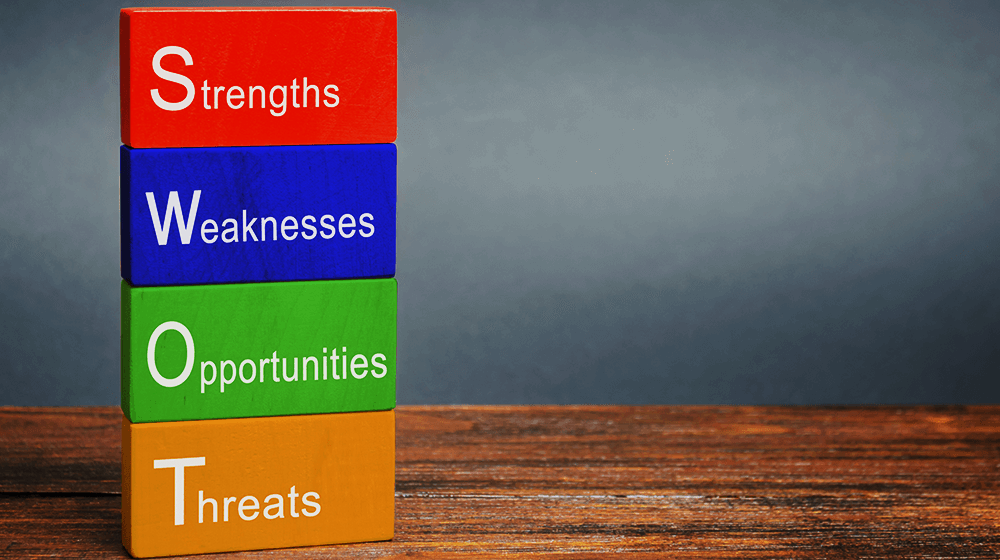 Strengths
Weaknesses
Opportunities
Threats